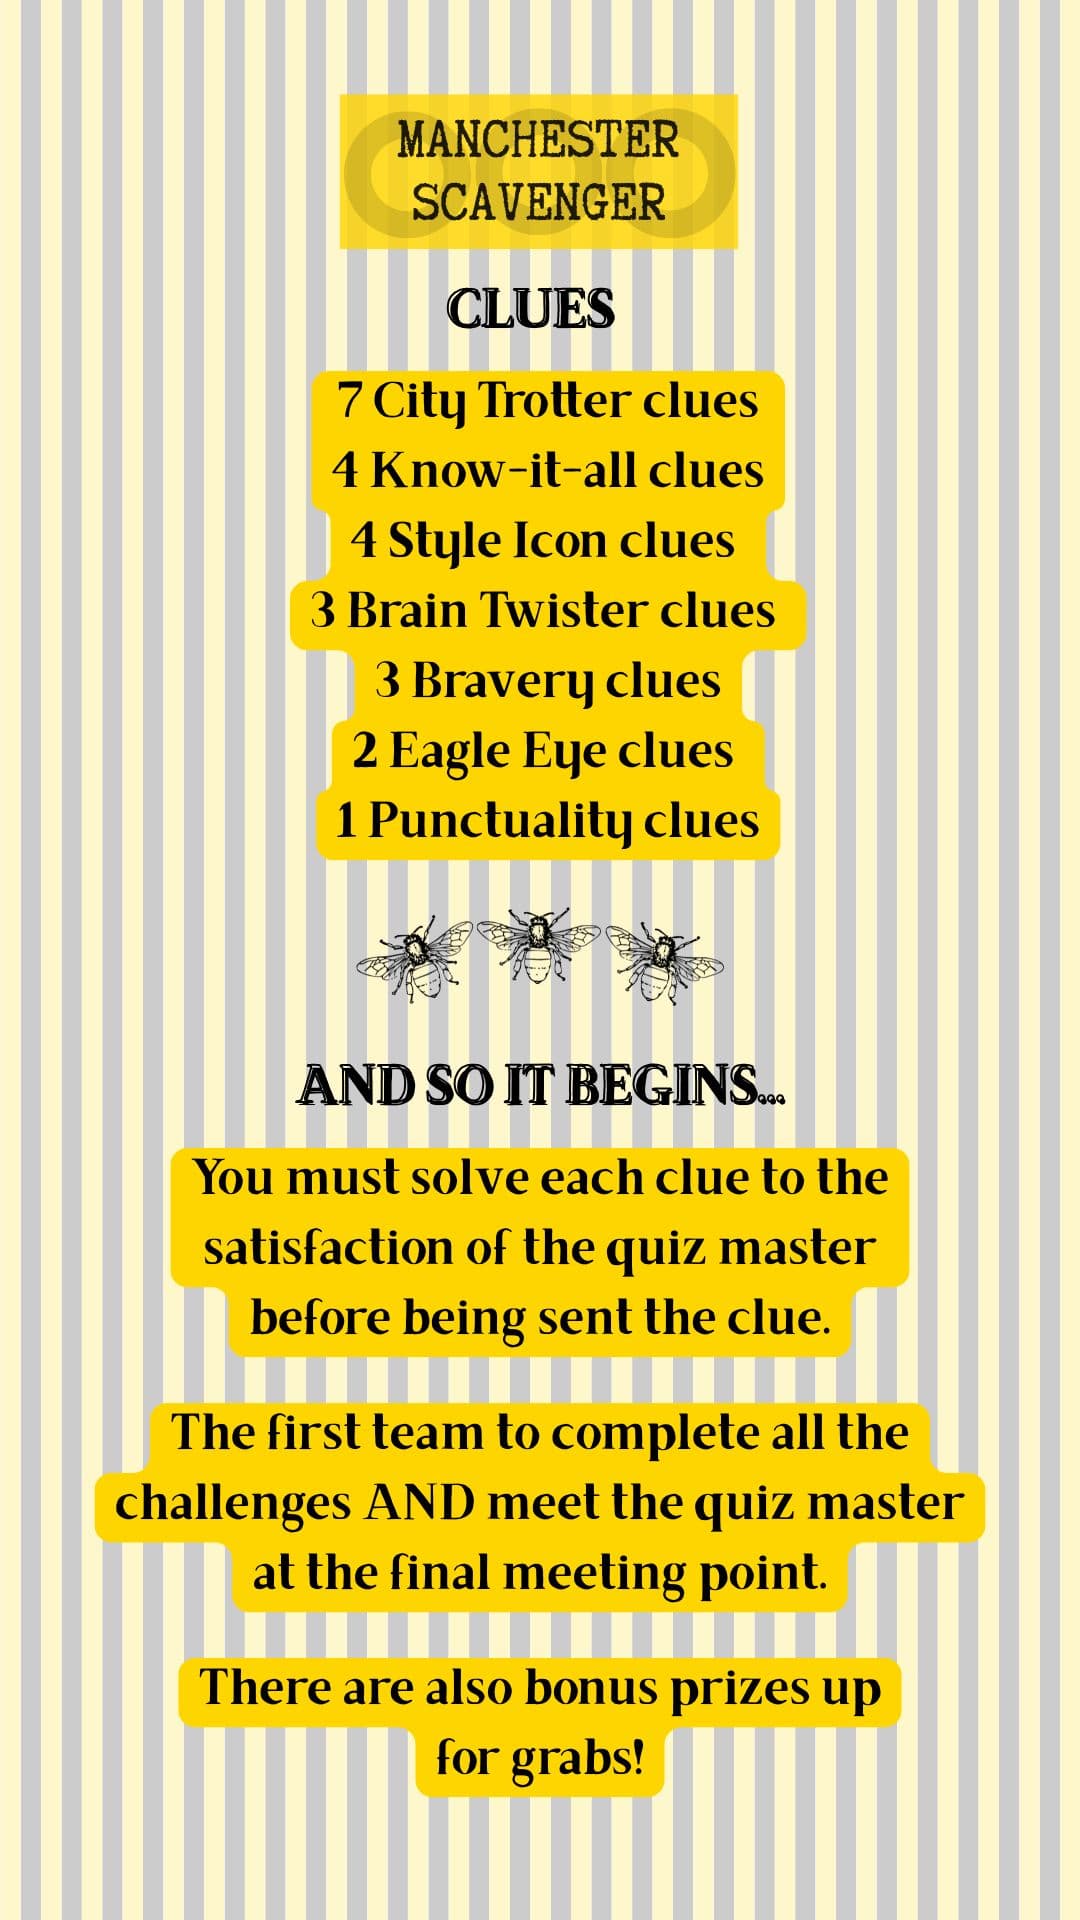 MANCHESTER
SCAVENGER
CLUES
7 City Trotter clues
4 Know-it-all clues
4 Style Icon clues
3 Brain Twister clues
3 Bravery clues
2 Eagle Eye clues
1 Punctuality clues
AND SO IT BEGINS...
You must solve each clue to the
satisfaction of the quiz master
before being sent the clue.
The first team to complete all the
challenges AND meet the quiz master
at the final meeting point.
There are also bonus prizes up
for grabs!